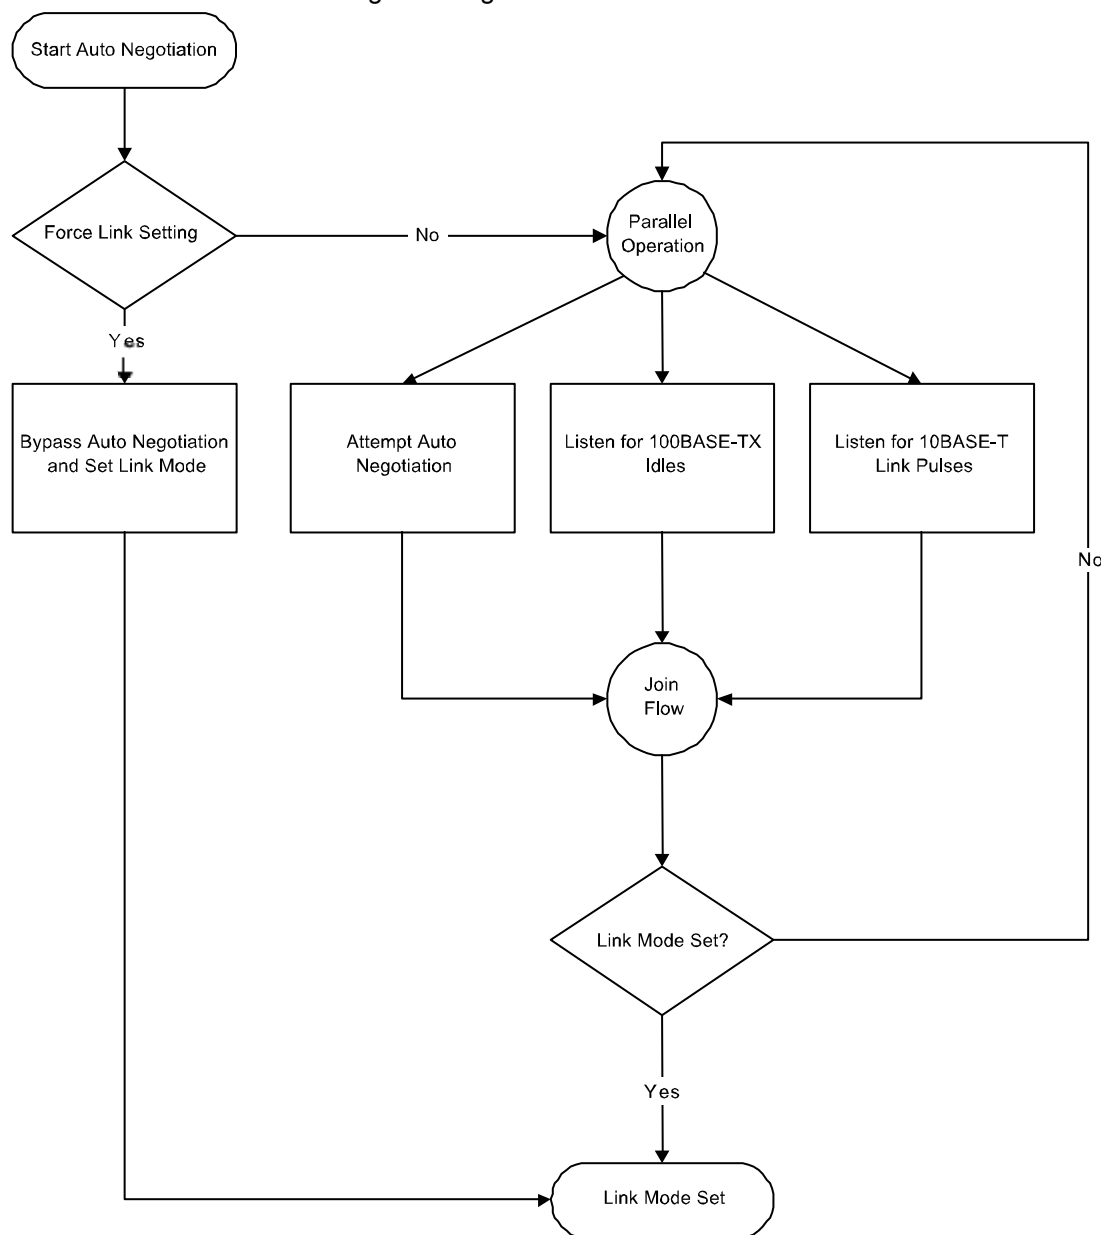 Start Auto Negotiation
Force Link Setting
No
Parallel
Operation
Yes
Bypass Auto Negotiation
and Set Link Mode
Attempt Auto
Negotiation
Listen for 100BASE-TX
Idles
Listen for 10BASE-T
Link Pulses
No
Join
Flow
Link Mode Set?
Yes
Link Mode Set